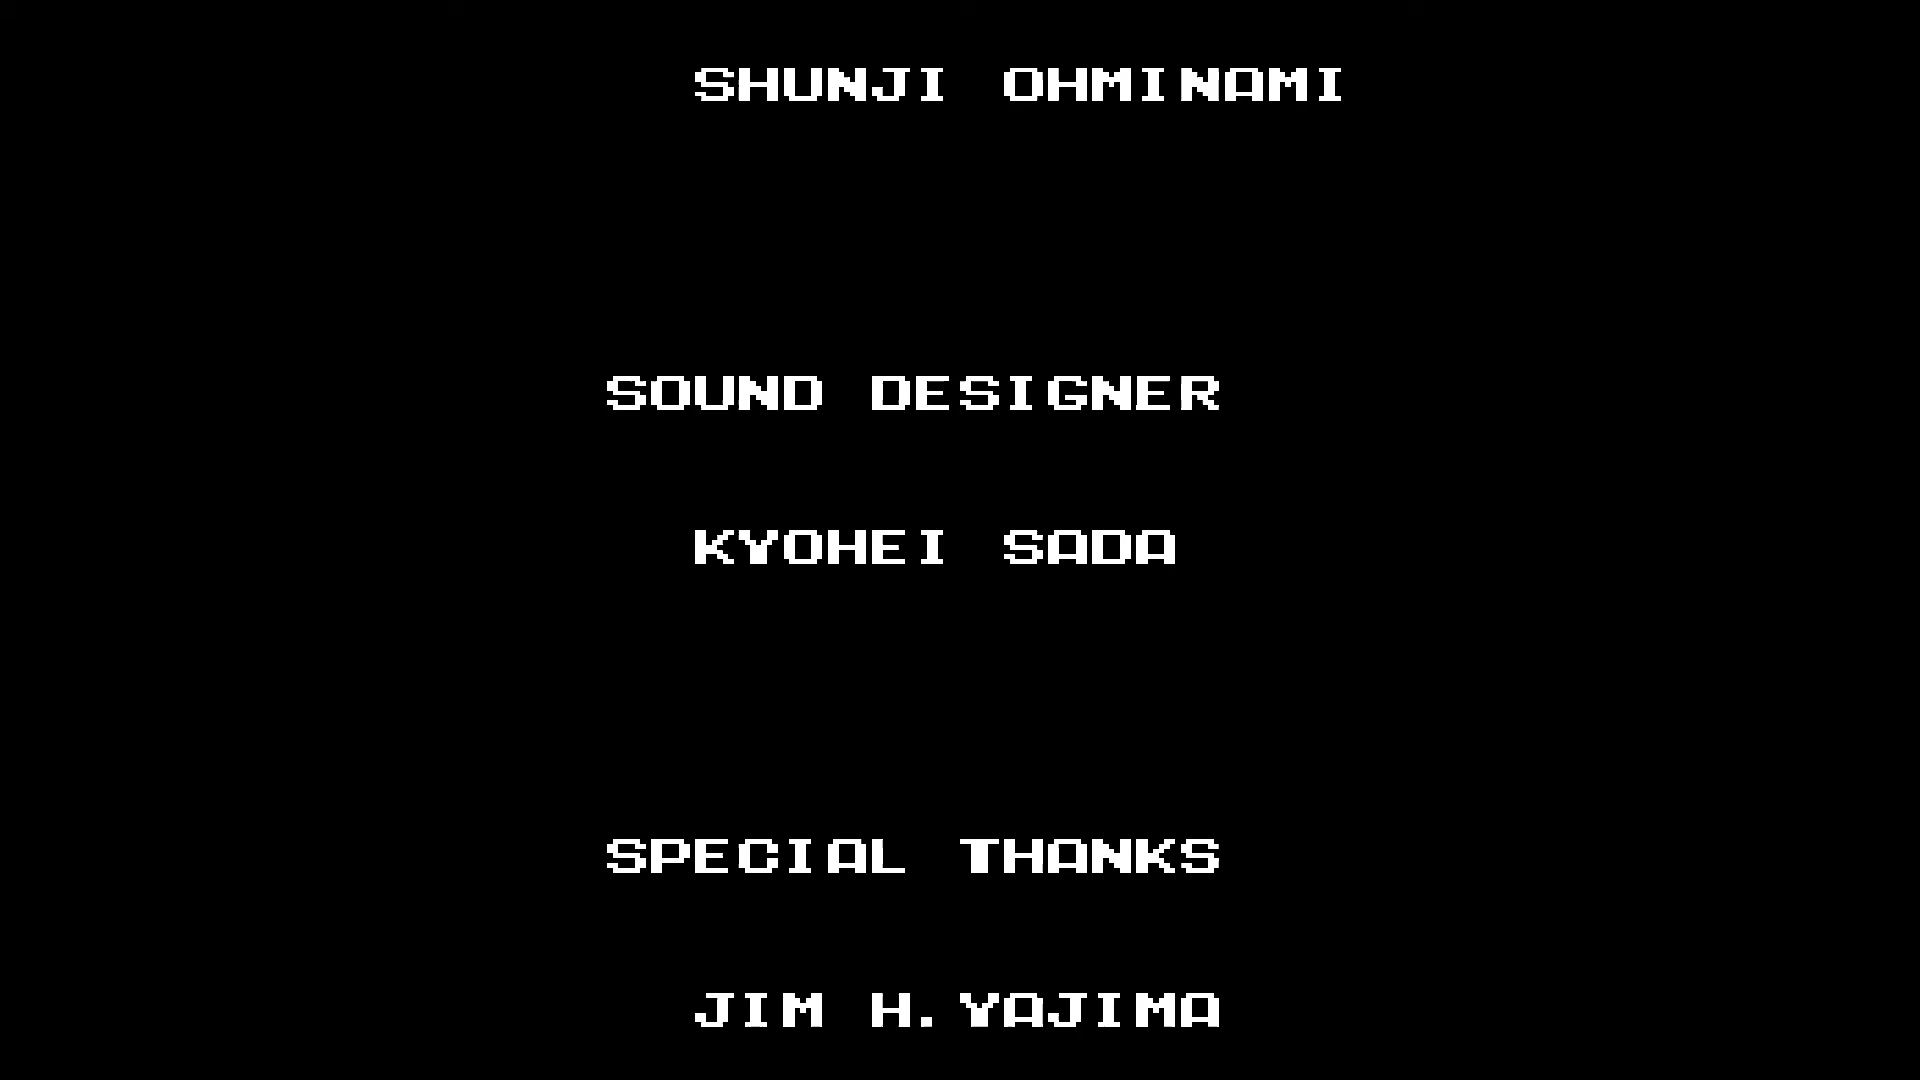 SHUNJI OHMINAMI
SOUND DESIGNER
KYOHEI SADA
SPECIAL THANKS
JIM H.YAJIMA